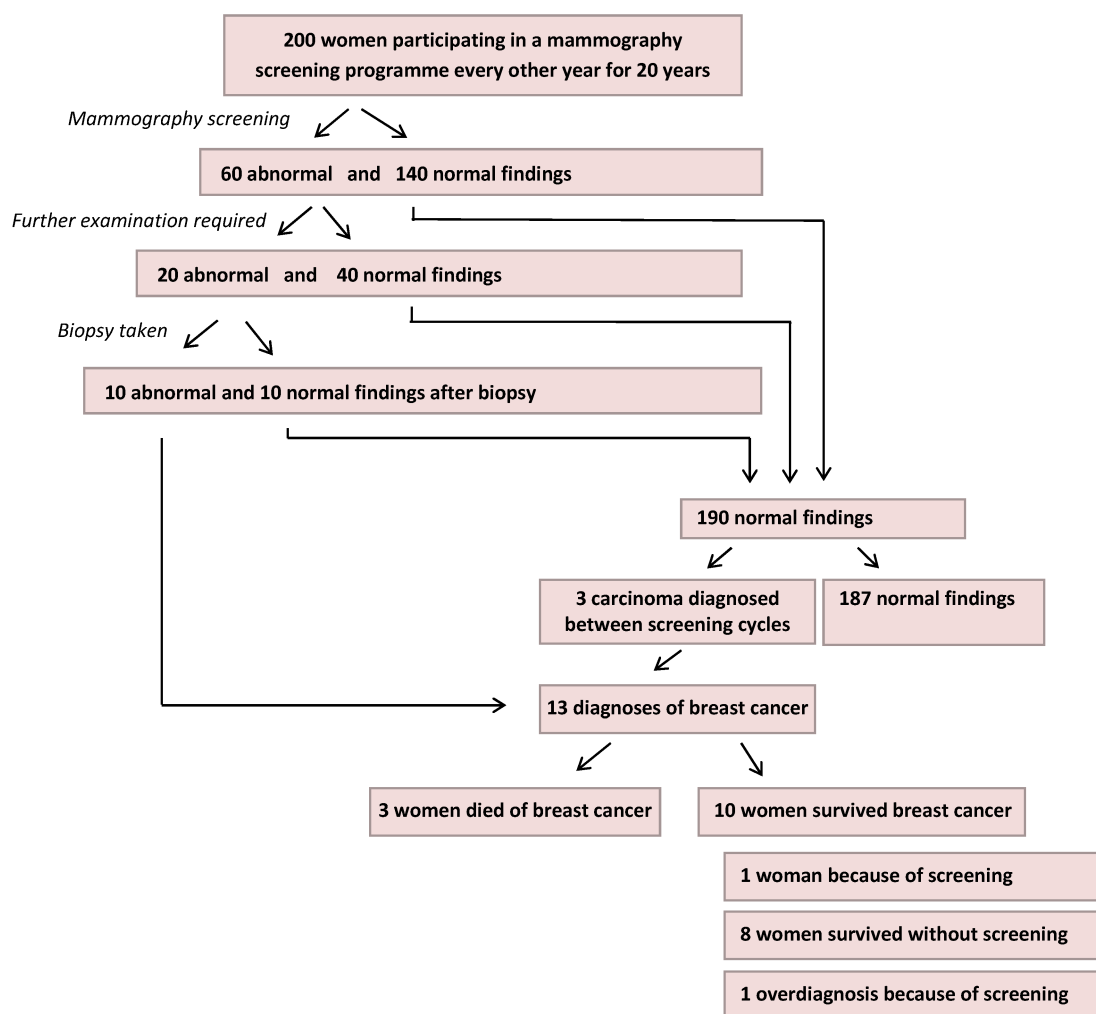 200 women participating in a mammography
screening programme every other year for 20 years
Mammography screening
60 abnormal and 140 normal findings
Further examination required
20 abnormal and 40 normal findings
Biopsy taken
10 abnormal and 10 normal findings after biopsy
190 normal findings
3 carcinoma diagnosed
between screening cycles
187 normal findings
13 diagnoses of breast cancer
3 women died of breast cancer
10 women survived breast cancer
1 woman because of screening
8 women survived without screening
1 overdiagnosis because of screening